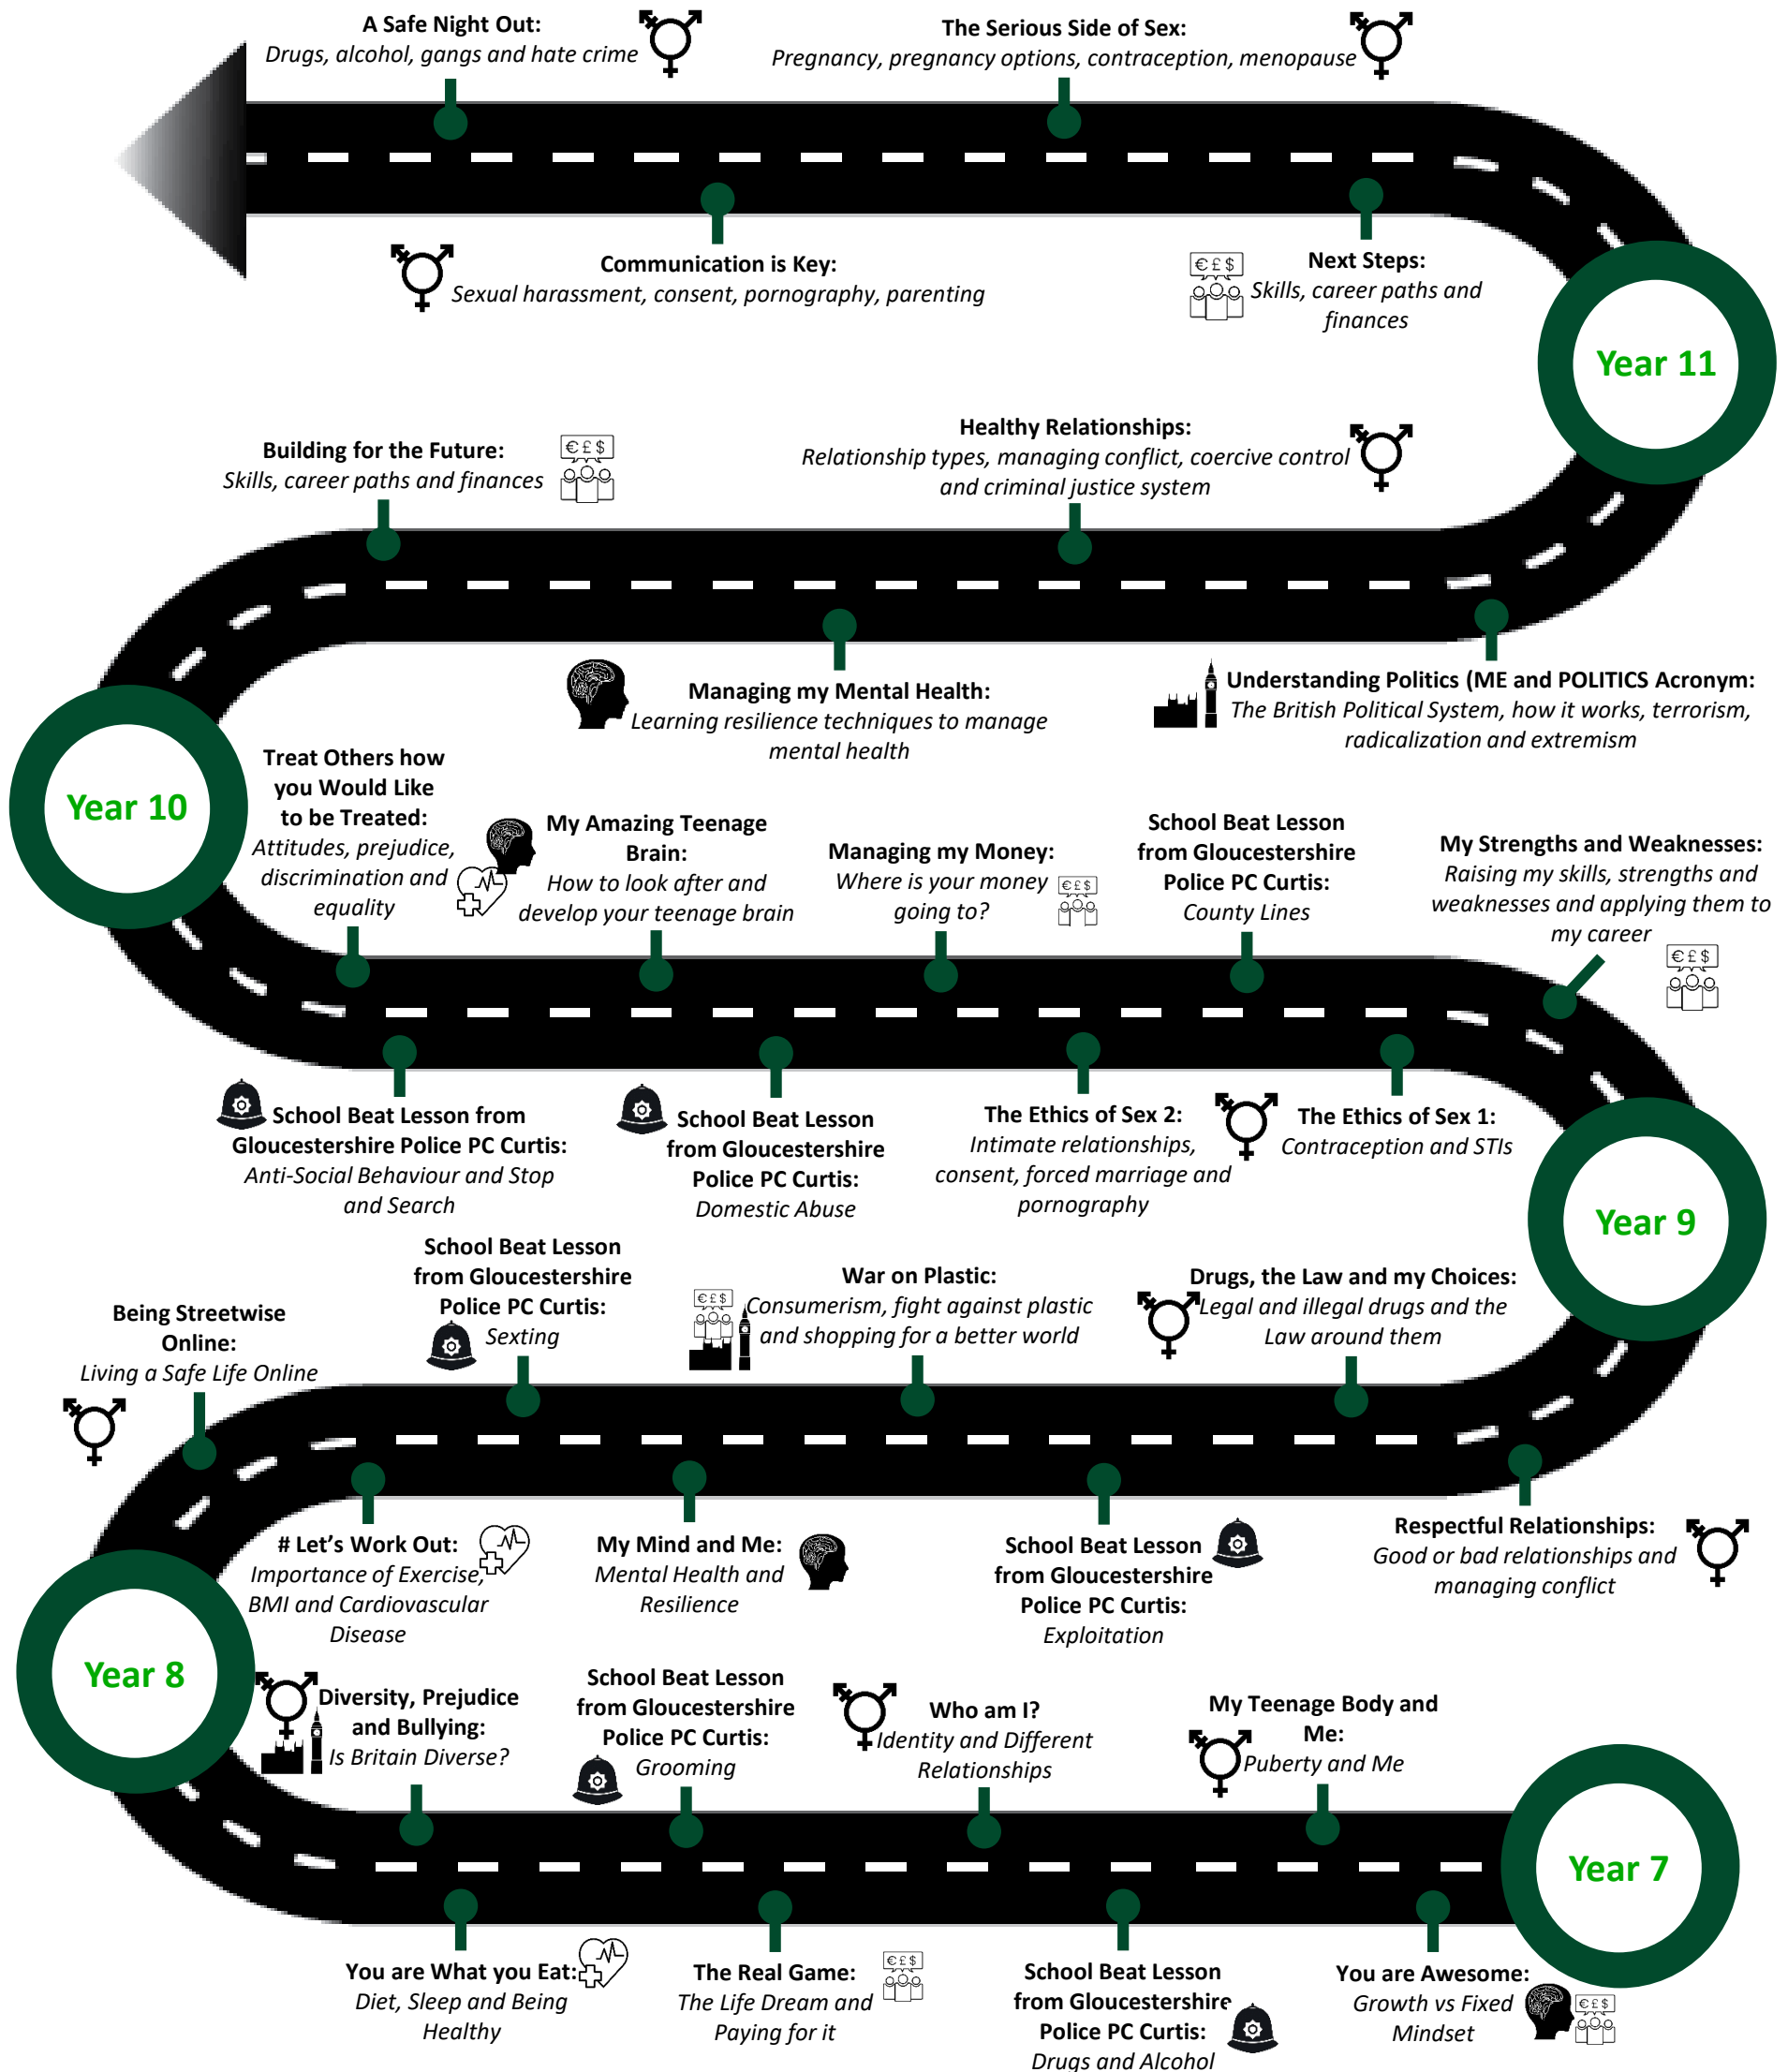 A Safe Night Out:
Drugs, alcohol, gangs and hate crime
The Serious Side of Sex:
Pregnancy, pregnancy options, contraception, menopause
Communication is Key:
Sexual harassment, consent, pornography, parenting
€ £ $
Next Steps:
Skills, career paths and
finances
Year 11
Building for the Future:
Skills, career paths and finances
€ £ $
Healthy Relationships:
Relationship types, managing conflict, coercive control
and criminal justice system
Managing my Mental Health:
Learning resilience techniques to manage
mental health
Understanding Politics (ME and POLITICS Acronym:
The British Political System, how it works, terrorism,
radicalization and extremism
Year 10
Treat Others how
you Would Like
to be Treated:
Attitudes, prejudice,
discrimination and
equality
My Amazing Teenage
Brain:
How to look after and
develop your teenage brain
Managing my Money:
Where is your money
going to?
€ £ $
School Beat Lesson
from Gloucestershire
Police PC Curtis:
County Lines
My Strengths and Weaknesses:
Raising my skills, strengths and
weaknesses and applying them to
my career
€ £ $
School Beat Lesson from
Gloucestershire Police PC Curtis:
Anti-Social Behaviour and Stop
and Search
School Beat Lesson
from Gloucestershire
Police PC Curtis:
Domestic Abuse
The Ethics of Sex 2:
Intimate relationships,
consent, forced marriage and
pornography
The Ethics of Sex 1:
Contraception and STIs
Year 9
Being Streetwise
Online:
Living a Safe Life Online
School Beat Lesson
from Gloucestershire
Police PC Curtis:
Sexting
€ £ $
War on Plastic:
Consumerism, fight against plastic
and shopping for a better world
Drugs, the Law and my Choices:
Legal and illegal drugs and the
Law around them
# Let's Work Out:
Importance of Exercise,
BMI and Cardiovascular
Disease
My Mind and Me:
Mental Health and
Resilience
School Beat Lesson
from Gloucestershire
Police PC Curtis:
Exploitation
Respectful Relationships:
Good or bad relationships and
managing conflict
Year 8
Diversity, Prejudice
and Bullying:
Is Britain Diverse?
School Beat Lesson
from Gloucestershire
Police PC Curtis:
Grooming
Who am I?
Identity and Different
Relationships
My Teenage Body and
Me:
Puberty and Me
Year 7
You are What you Eat:
Diet, Sleep and Being
Healthy
The Real Game:
The Life Dream and
Paying for it
€ £ $
School Beat Lesson
from Gloucestershire
Police PC Curtis:
Drugs and Alcohol
You are Awesome:
Growth vs Fixed
Mindset
€ £ $